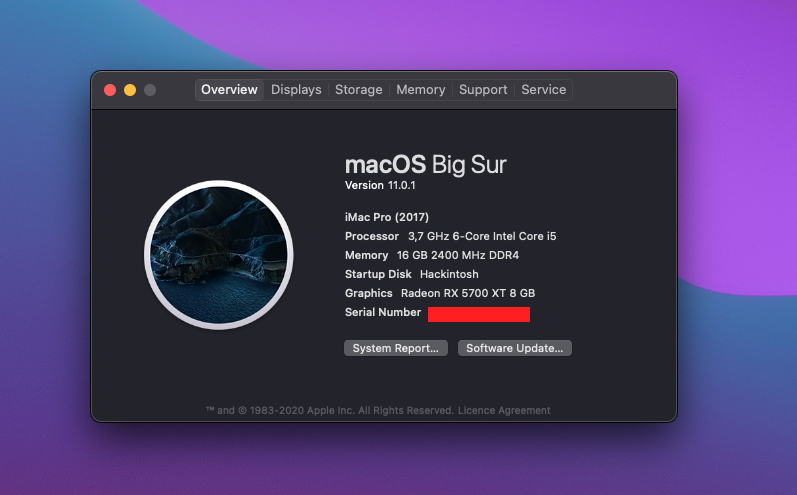 Overview Displays Storage Memory Support Service
macOS Big Sur
Version 11.0.1
iMac Pro (2017)
Processor 3,7 GHz 6-Core Intel Core i5
Memory 16 GB 2400 MHz DDR4
Startup Disk Hackintosh
Graphics Radeon RX 5700 XT 8 GB
Serial Number
System Report... Software Update...
™ and © 1983-2020 Apple Inc. All Rights Reserved. Licence Agreement